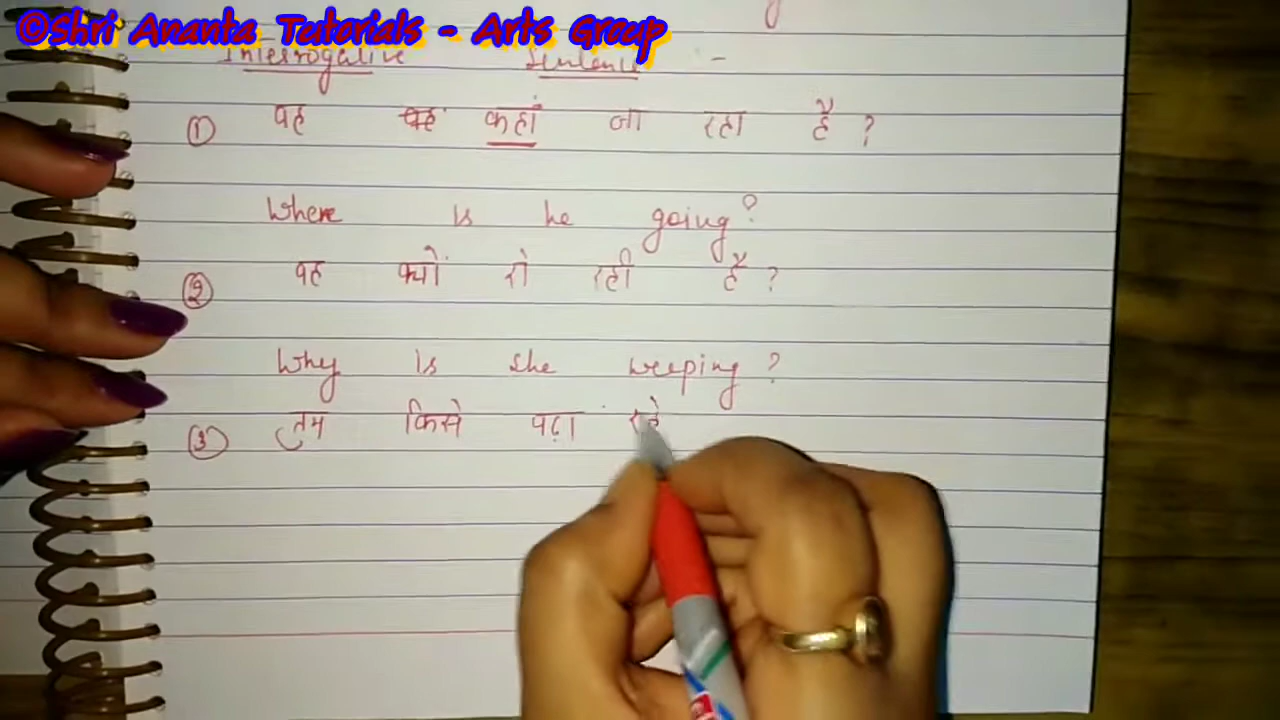 ©Shri Ananta Tutorials - Arts Group
Interrogative Sentence -
① वह कहां जा रहा है ?
Where is he going?
② वह क्यों रो रही है ?
Why is she weeping ?
③ तुम किसे पढ़ा रहे